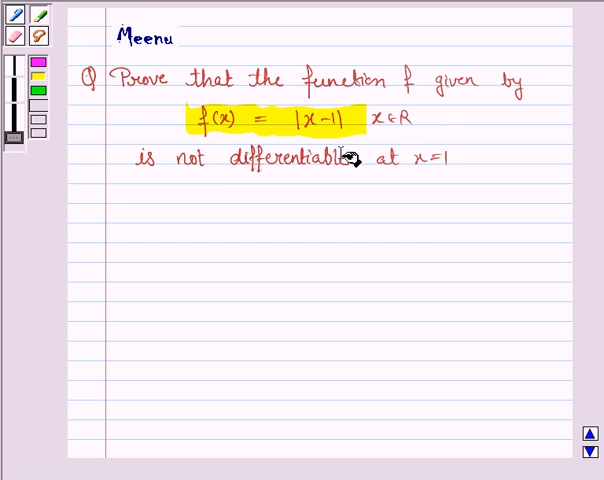 Meenu
Q Prove that the function f given by
f(x) = |x-1| x ∈ R
is not differentiable at x=1